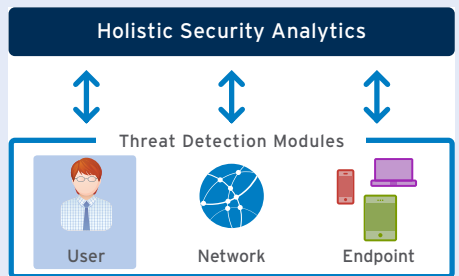 Holistic Security Analytics
Threat Detection Modules
User Network Endpoint